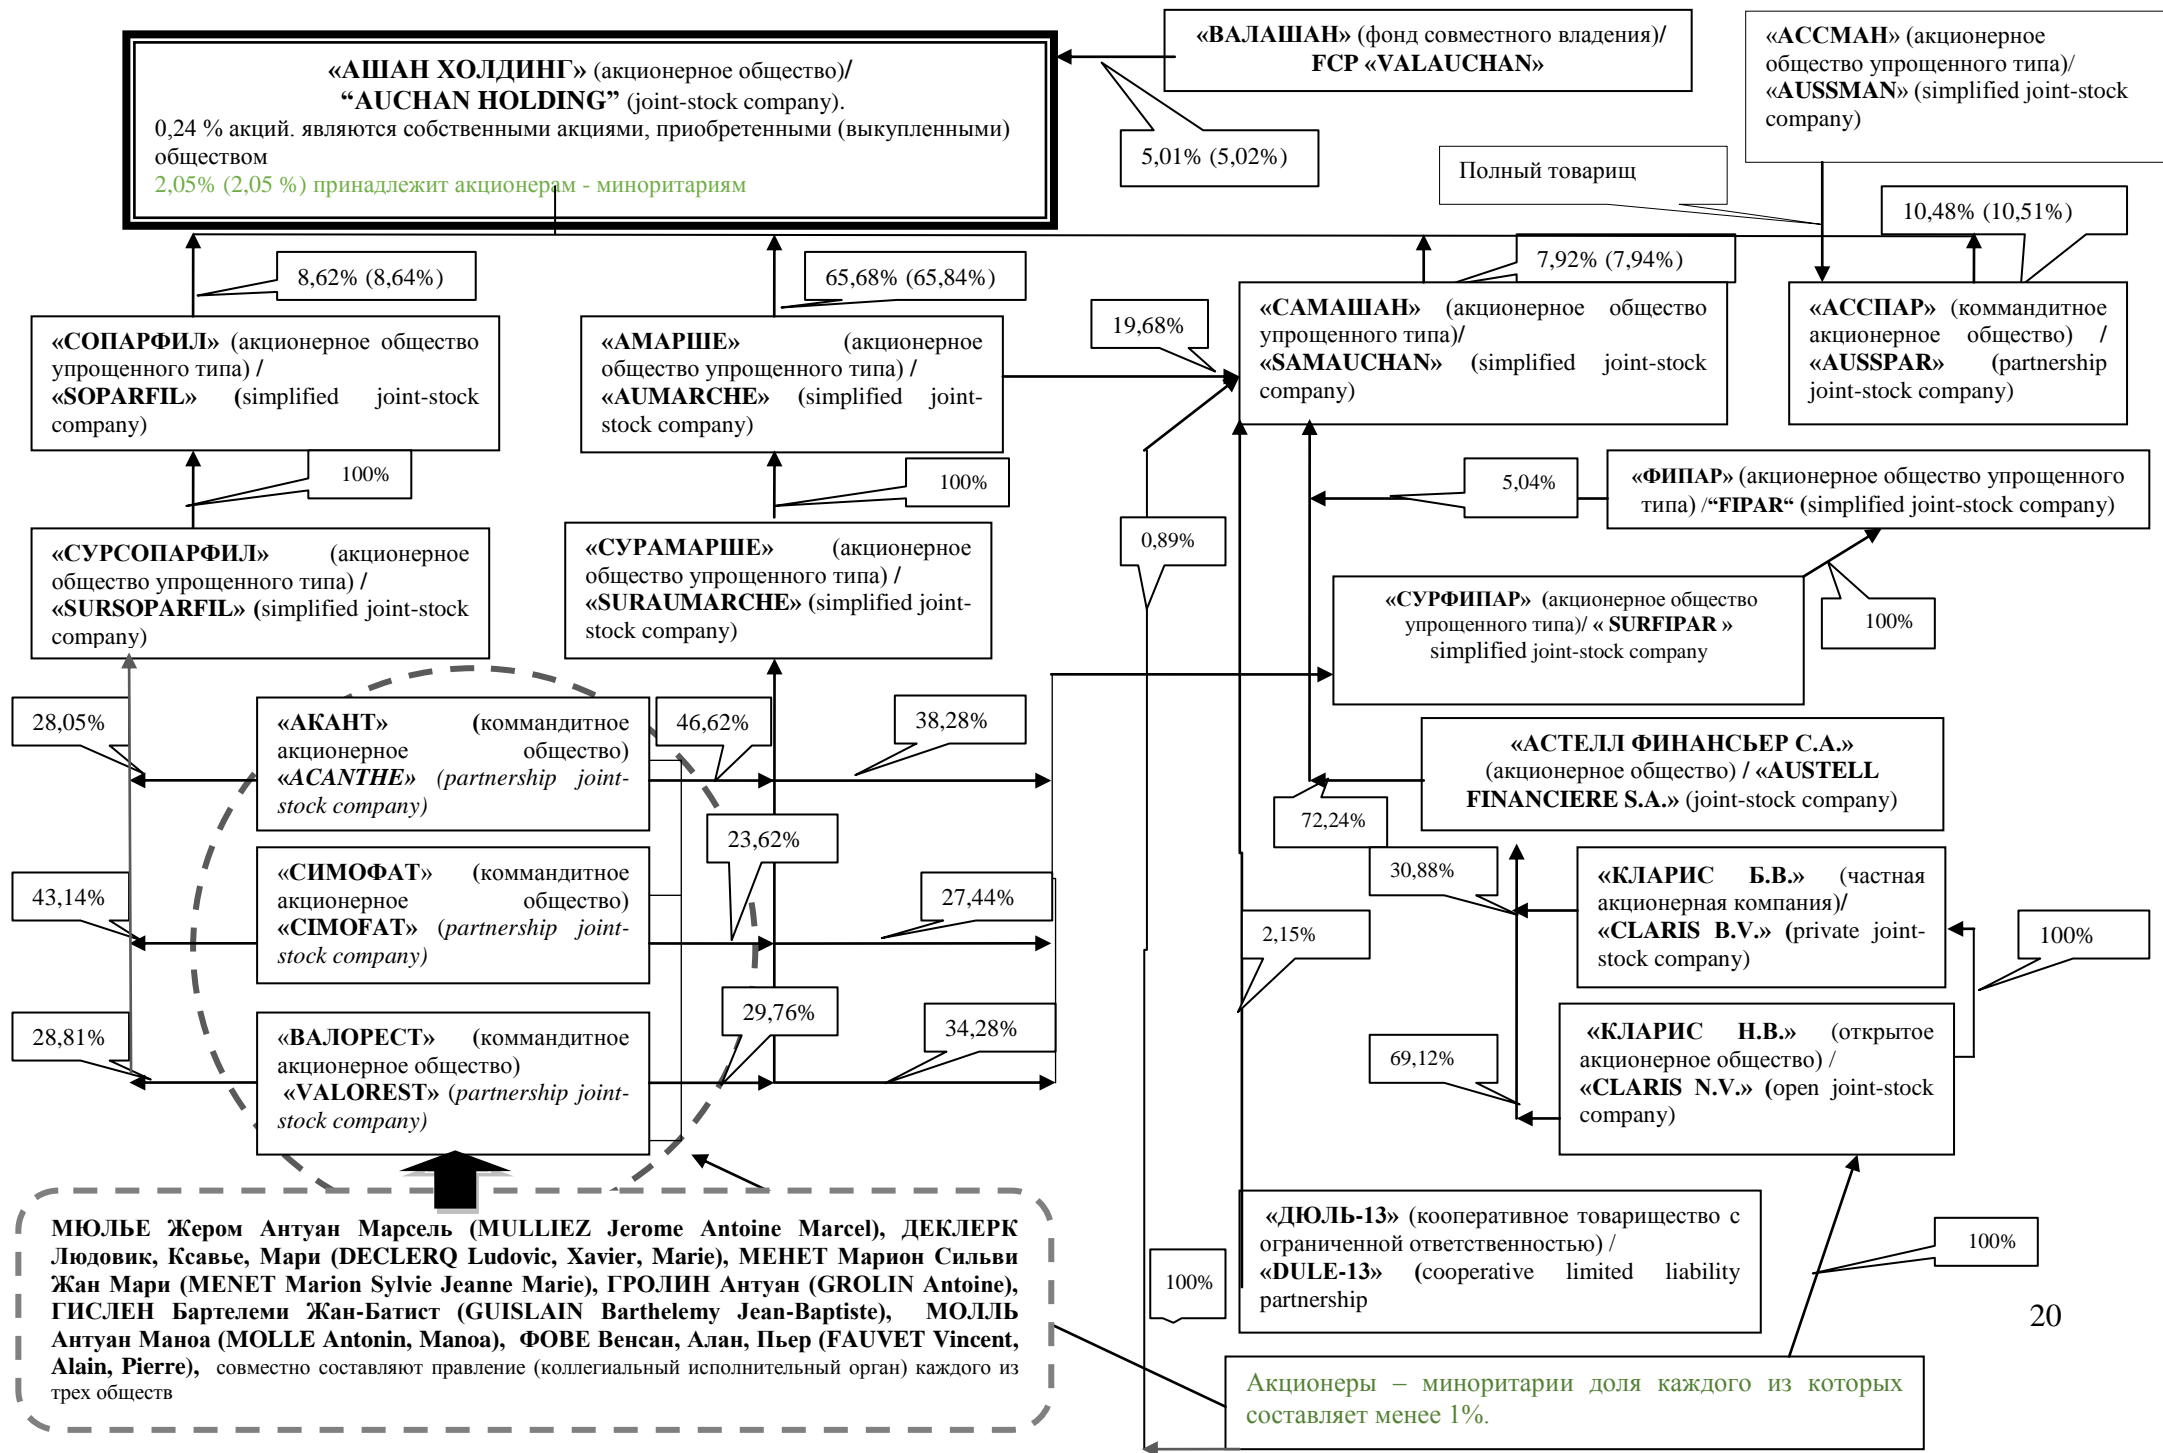 «АШАН ХОЛДИНГ» (акционерное общество)/
“AUCHAN HOLDING” (joint-stock company).
0,24 % акций. являются собственными акциями, приобретенными (выкупленными)
обществом
2,05% (2,05 %) принадлежит акционерам - миноритариям
«ВАЛАШАН» (фонд совместного владения)/
FCP «VALAUCHAN»
5,01% (5,02%)
«АССМАН» (акционерное
общество упрощенного типа)/
«AUSSMAN» (simplified joint-stock
company)
Полный товарищ
10,48% (10,51%)
8,62% (8,64%)
65,68% (65,84%)
7,92% (7,94%)
19,68%
«СОПАРФИЛ» (акционерное общество
упрощенного типа) /
«SOPARFIL» (simplified joint-stock
company)
«АМАРШЕ» (акционерное
общество упрощенного типа) /
«AUMARCHE» (simplified joint-
stock company)
«САМАШАН» (акционерное общество
упрощенного типа)/
«SAMAUCHAN» (simplified joint-stock
company)
«АССПАР» (коммандитное
акционерное общество) /
«AUSSPAR» (partnership
joint-stock company)
100%
100%
5,04%
«ФИПАР» (акционерное общество упрощенного
типа) /“FIPAR“ (simplified joint-stock company)
«СУРСОПАРФИЛ» (акционерное
общество упрощенного типа) /
«SURSOPARFIL» (simplified joint-stock
company)
«СУРАМАРШЕ» (акционерное
общество упрощенного типа) /
«SURAUMARCHE» (simplified joint-
stock company)
0,89%
«СУРФИПАР» (акционерное общество
упрощенного типа)/ « SURFIPAR »
simplified joint-stock company
100%
28,05%
«АКАНТ» (коммандитное
акционерное общество)
«ACANTHE» (partnership joint-
stock company)
46,62%
38,28%
«АСТЕЛЛ ФИНАНСЬЕР С.А.»
(акционерное общество) / «AUSTELL
FINANCIERE S.A.» (joint-stock company)
72,24%
23,62%
43,14%
«СИМОФАТ» (коммандитное
акционерное общество)
«CIMOFAT» (partnership joint-
stock company)
27,44%
30,88%
«КЛАРИС Б.В.» (частная
акционерная компания)/
«CLARIS B.V.» (private joint-
stock company)
100%
2,15%
28,81%
«ВАЛОРЕСТ» (коммандитное
акционерное общество)
«VALOREST» (partnership joint-
stock company)
29,76%
34,28%
69,12%
«КЛАРИС Н.В.» (открытое
акционерное общество) /
«CLARIS N.V.» (open joint-stock
company)
МЮЛЬЕ Жером Антуан Марсель (MULLIEZ Jerome Antoine Marcel), ДЕКЛЕРК
Людовик, Ксавье, Мари (DECLERQ Ludovic, Xavier, Marie), МЕНЕТ Марион Сильви
Жан Мари (MENET Marion Sylvie Jeanne Marie), ГРОЛИН Антуан (GROLIN Antoine),
ГИСЛЕН Бартелеми Жан-Батист (GUISLAIN Barthelemy Jean-Baptiste), МОЛЛЬ
Антуан Маноа (MOLLE Antonin, Manoa), ФОВЕ Венсан, Алан, Пьер (FAUVET Vincent,
Alain, Pierre), совместно составляют правление (коллегиальный исполнительный орган) каждого из
трех обществ
100%
«ДЮЛЬ-13» (кооперативное товарищество с
ограниченной ответственностью) /
«DULE-13» (cooperative limited liability
partnership
100%
20
Акционеры – миноритарии доля каждого из которых
составляет менее 1%.